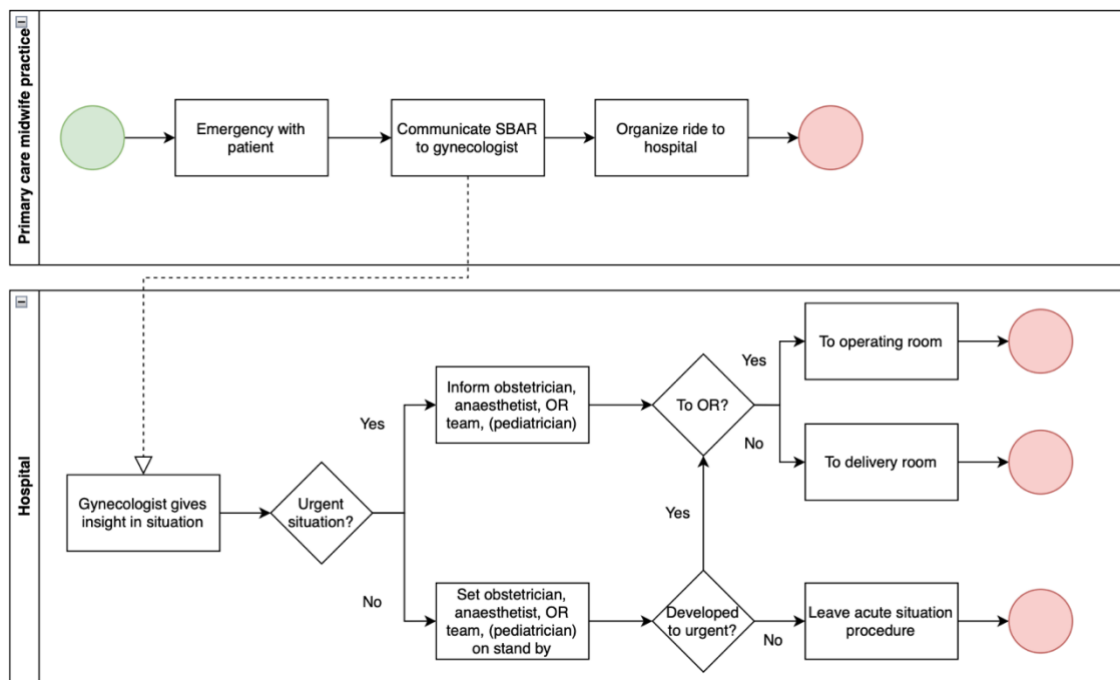 Primary care midwife practice
Emergency with
patient
Communicate SBAR
to gynecologist
Organize ride to
hospital
Hospital
Gynecologist gives
insight in situation
Urgent
situation?
Yes
No
Inform obstetrician,
anaesthetist, OR
team, (pediatrician)
Set obstetrician,
anaesthetist, OR
team, (pediatrician)
on stand by
To OR?
Yes
No
Yes
Developed
to urgent?
No
To operating room
To delivery room
Leave acute situation
procedure